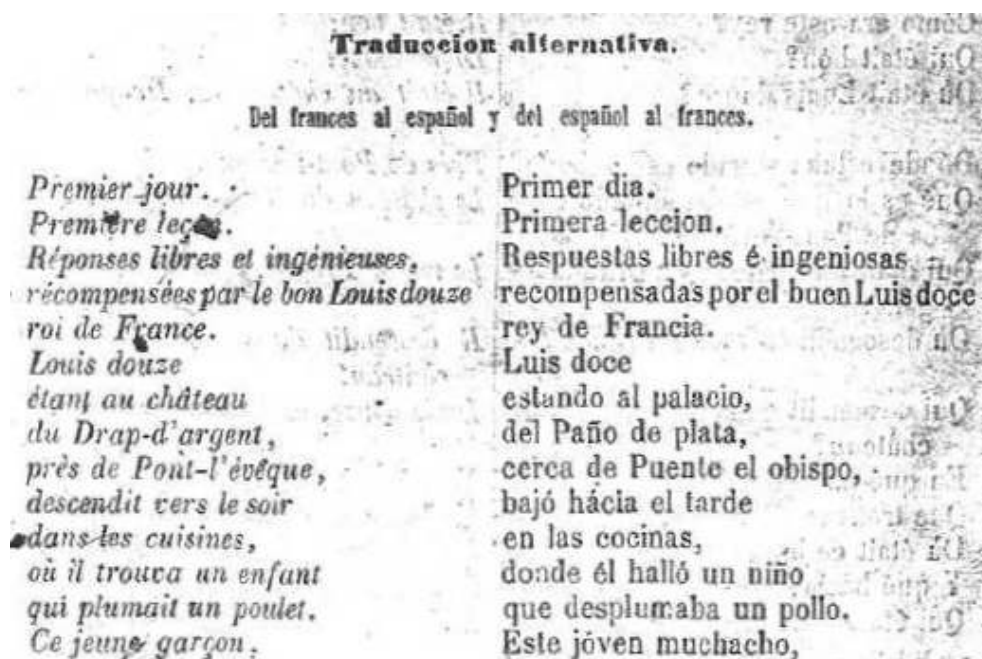 Traduccion alternativa.
Del frances al español y del español al frances.
Premier jour.
Première leçon.
Réponses libres et ingénieuses,
récompensées par le bon Louis douze
roi de France.
Louis douze
étant au château
du Drap-d'argent,
près de Pont-l'évêque,
descendit vers le soir
dans les cuisines,
où il trouva un enfant
qui plumait un poulet.
Ce jeune garçon,
Primer dia.
Primera leccion.
Respuestas libres é ingeniosas
recompensadas por el buen Luis doce
rey de Francia.
Luis doce
estando al palacio,
del Paño de plata,
cerca de Puente el obispo,
bajó hácia el tarde
en las cocinas,
donde él halló un niño
que desplumaba un pollo.
Este jóven muchacho,